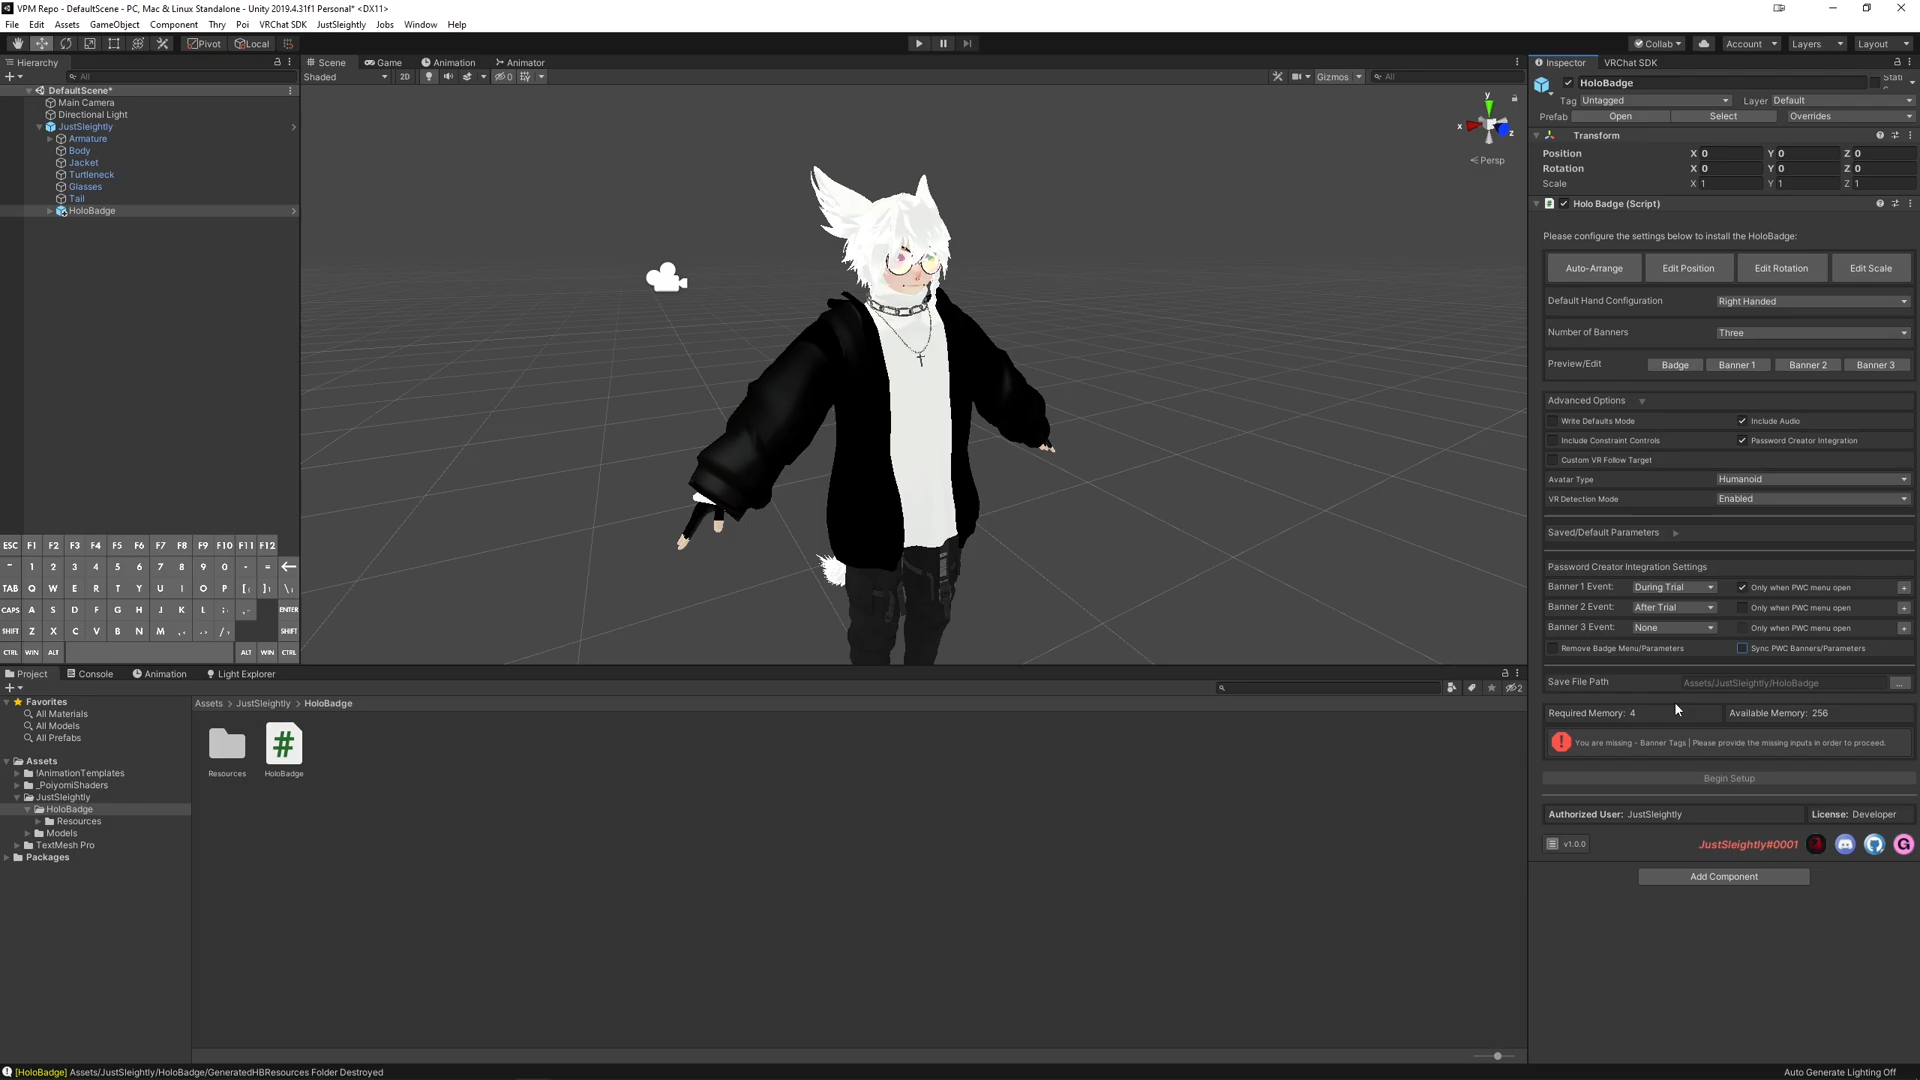 VPM Repo - DefaultScene - PC, Mac & Linux Standalone - Unity 2019.4.31f1 Personal* <DX11>
File Edit Assets GameObject Component Thry Poi VRChat SDK JustSleightly Jobs Window Help
Pivot Local Collab Account Layers Layout
Hierarchy
All
DefaultScene*
Main Camera
Directional Light
JustSleightly
Armature
Body
Jacket
Turtleneck
Glasses
Tail
HoloBadge
Scene Game Animation Animator
Shaded 2D 0 Gizmos All
y
x z
Persp
ESC F1 F2 F3 F4 F5 F6 F7 F8 F9 F10 F11 F12
~ 1 2 3 4 5 6 7 8 9 0 - =
TAB Q W E R T Y U I O P
CAPS A S D F G H J K L ENTER
SHIFT Z X C V B N M SHIFT
CTRL WIN ALT ALT WIN CTRL
Project Console Animation Light Explorer
2
Favorites
All Materials
All Models
All Prefabs
Assets
!AnimationTemplates
_PoiyomiShaders
JustSleightly
HoloBadge
Resources
Models
TextMesh Pro
Packages
Assets > JustSleightly > HoloBadge
#
Resources HoloBadge
Inspector VRChat SDK
HoloBadge
Tag Untagged Layer Default
Prefab Open Select Overrides
Transform
Position X 0 Y 0 Z 0
Rotation X 0 Y 0 Z 0
Scale X 1 Y 1 Z 1
# Holo Badge (Script)
Please configure the settings below to install the HoloBadge:
Auto-Arrange Edit Position Edit Rotation Edit Scale
Default Hand Configuration Right Handed
Number of Banners Three
Preview/Edit Badge Banner 1 Banner 2 Banner 3
Advanced Options
Write Defaults Mode Include Audio
Include Constraint Controls Password Creator Integration
Custom VR Follow Target
Avatar Type Humanoid
VR Detection Mode Enabled
Saved/Default Parameters
Password Creator Integration Settings
Banner 1 Event: During Trial Only when PWC menu open +
Banner 2 Event: After Trial Only when PWC menu open +
Banner 3 Event: None Only when PWC menu open +
Remove Badge Menu/Parameters Sync PWC Banners/Parameters
Save File Path Assets/JustSleightly/HoloBadge ...
Required Memory: 4 Available Memory: 256
! You are missing - Banner Tags | Please provide the missing inputs in order to proceed.
Begin Setup
Authorized User: JustSleightly License: Developer
v1.0.0 JustSleightly#0001 G
Add Component
[HoloBadge] Assets/JustSleightly/HoloBadge/GeneratedHBResources Folder Destroyed
Auto Generate Lighting Off